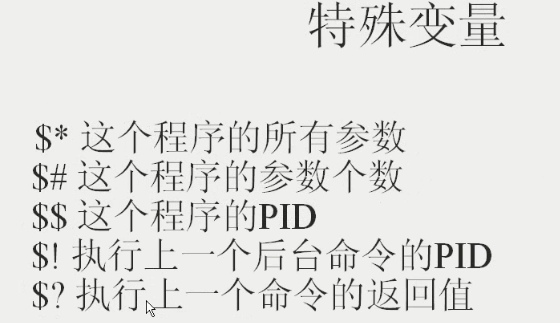 特殊变量
$* 这个程序的所有参数
$# 这个程序的参数个数
$$ 这个程序的PID
$! 执行上一个后台命令的PID
$? 执行上一个命令的返回值